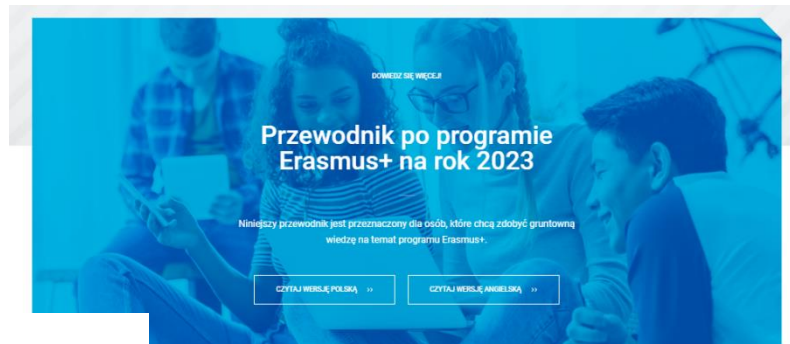 DOWIEDZ SIĘ WIĘCEJ!
Przewodnik po programie
Erasmus+ na rok 2023
Niniejszy przewodnik jest przeznaczony dla osób, które chcą zdobyć gruntowną
wiedzę na temat programu Erasmus+.
CZYTAJ WERSJĘ POLSKĄ >>
CZYTAJ WERSJĘ ANGIELSKĄ >>